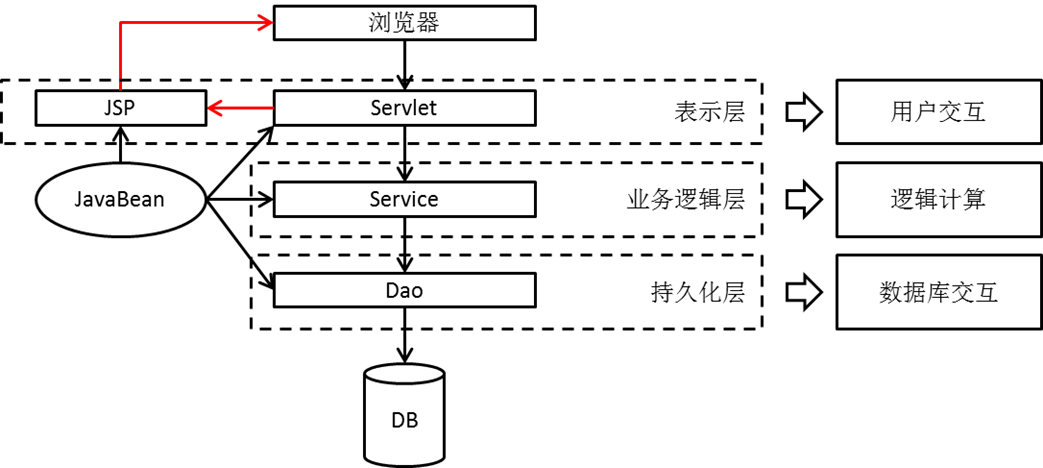 浏览器
JSP
Servlet
表示层
用户交互
JavaBean
Service
业务逻辑层
逻辑计算
Dao
持久化层
数据库交互
DB